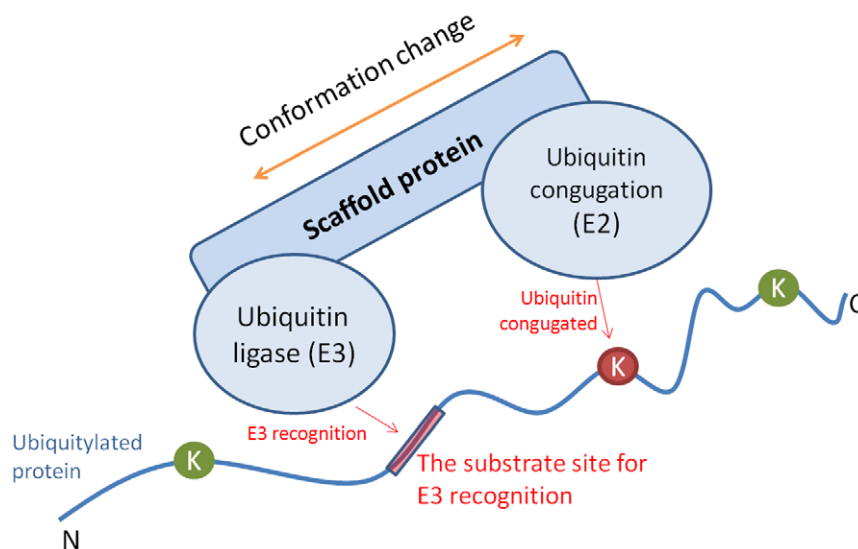 Conformation change
Scaffold protein
Ubiquitin
congugation
(E2)
Ubiquitin
ligase (E3)
Ubiquitin
congugated
K
C
K
E3 recognition
Ubiquitylated
protein
K
The substrate site for
E3 recognition
N